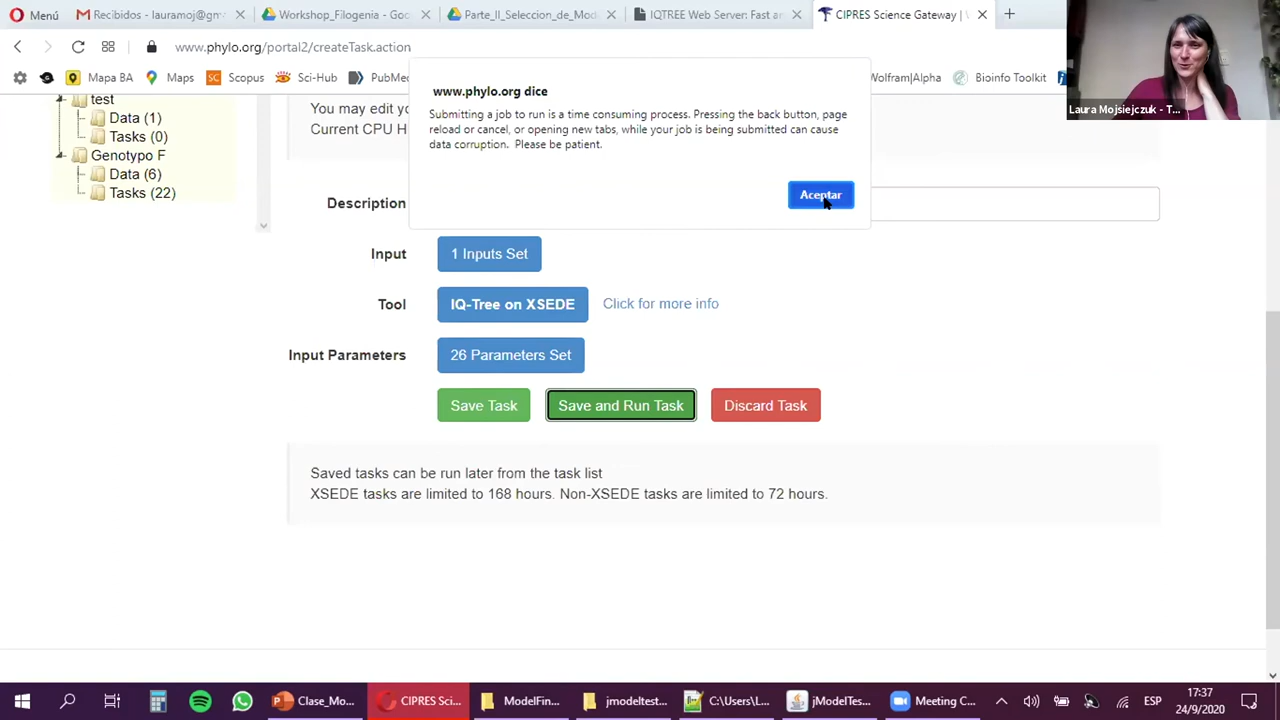 Menú
Recibidos - lauramoj@gm
Workshop_Filogenia - Goo
Parte_II_Seleccion_de_Mod
IQTREE Web Server: Fast an
CIPRES Science Gateway |
www.phylo.org/portal2/createTask.action
Mapa BA
Maps
Scopus
Sci-Hub
PubMed
Wolfram|Alpha
Bioinfo Toolkit
Laura Mojsiejczuk - T...
test
Data (1)
Tasks (0)
Genotypo F
Data (6)
Tasks (22)
You may edit yo
Current CPU H
www.phylo.org dice
Submitting a job to run is a time consuming process. Pressing the back button, page
reload or cancel, or opening new tabs, while your job is being submitted can cause
data corruption. Please be patient.
Aceptar
Description
Input
1 Inputs Set
Tool
IQ-Tree on XSEDE
Click for more info
Input Parameters
26 Parameters Set
Save Task
Save and Run Task
Discard Task
Saved tasks can be run later from the task list
XSEDE tasks are limited to 168 hours. Non-XSEDE tasks are limited to 72 hours.
Clase_Mo...
CIPRES Sci...
ModelFin...
jmodeltest...
C:\Users\L...
jModelTes...
Meeting C...
ESP
17:37
24/9/2020